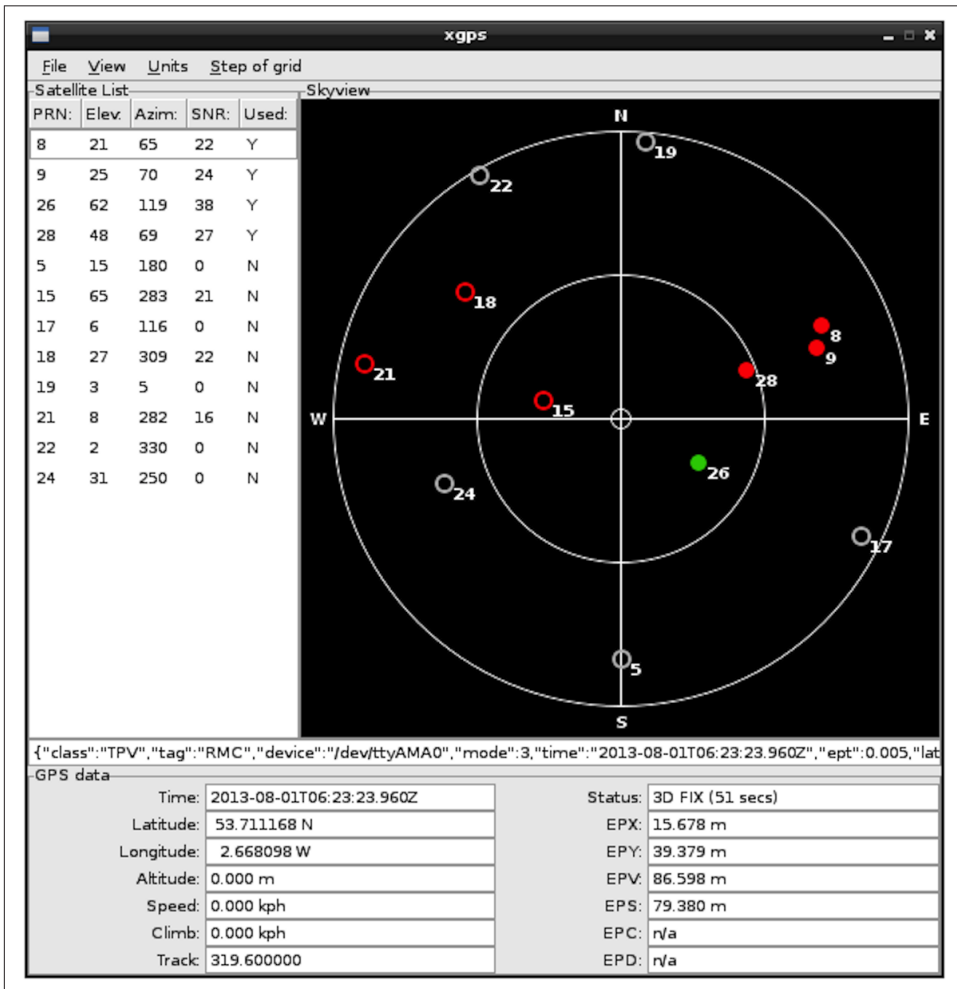 xgps
File View Units Step of grid
Satellite List Skyview
PRN: Elev: Azim: SNR: Used:
8 21 65 22 Y
9 25 70 24 Y
26 62 119 38 Y
28 48 69 27 Y
5 15 180 0 N
15 65 283 21 N
17 6 116 0 N
18 27 309 22 N
19 3 5 0 N
21 8 282 16 N
22 2 330 0 N
24 31 250 0 N
N
19
22
18
8
9
21
28
15
W
E
26
24
17
5
S
{"class":"TPV","tag":"RMC","device":"/dev/ttyAMA0","mode":3,"time":"2013-08-01T06:23:23.960Z","ept":0.005,"lat
GPS data
Time: 2013-08-01T06:23:23.960Z Status: 3D FIX (51 secs)
Latitude: 53.711168 N EPX: 15.678 m
Longitude: 2.668098 W EPY: 39.379 m
Altitude: 0.000 m EPV: 86.598 m
Speed: 0.000 kph EPS: 79.380 m
Climb: 0.000 kph EPC: n/a
Track: 319.600000 EPD: n/a